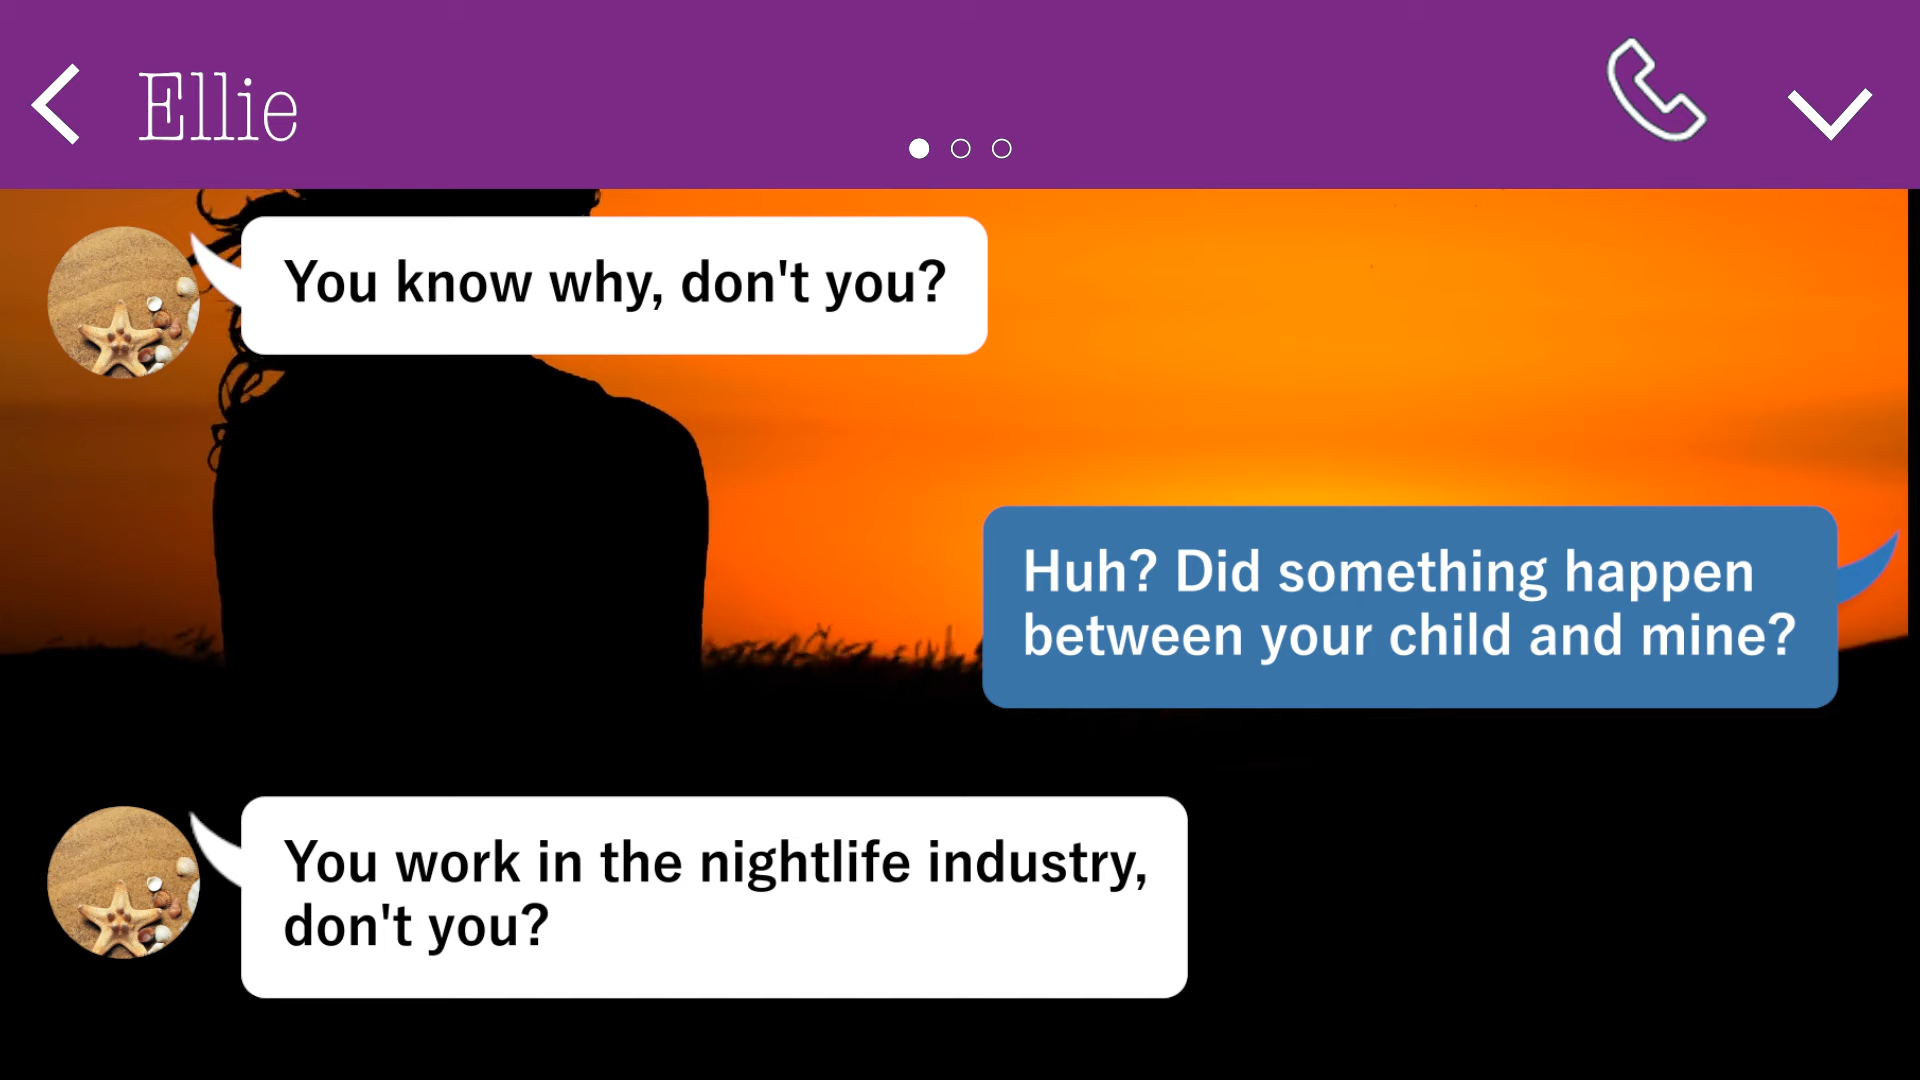 Ellie
You know why, don't you?
Huh? Did something happen
between your child and mine?
You work in the nightlife industry,
don't you?